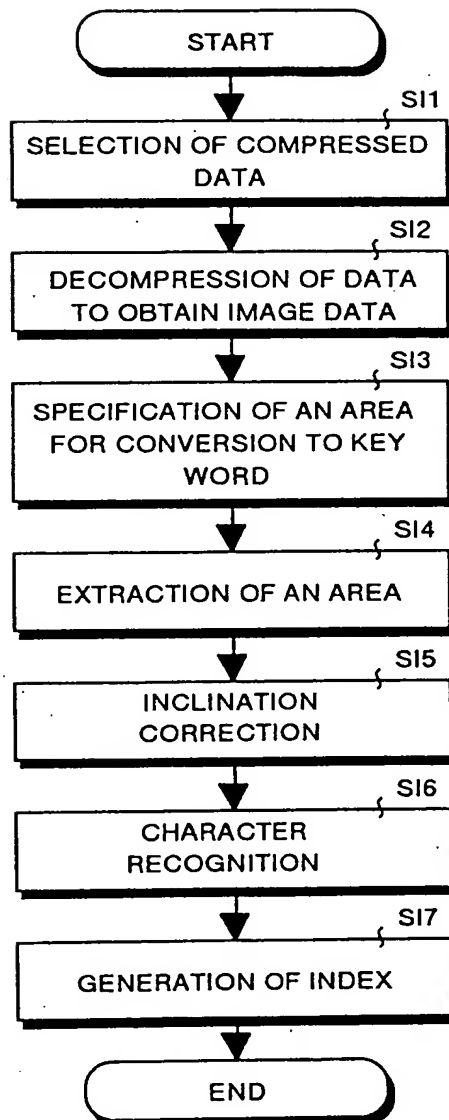 START
SI1
SELECTION OF COMPRESSED
DATA
SI2
DECOMPRESSION OF DATA
TO OBTAIN IMAGE DATA
SI3
SPECIFICATION OF AN AREA
FOR CONVERSION TO KEY
WORD
SI4
EXTRACTION OF AN AREA
SI5
INCLINATION
CORRECTION
SI6
CHARACTER
RECOGNITION
SI7
GENERATION OF INDEX
END